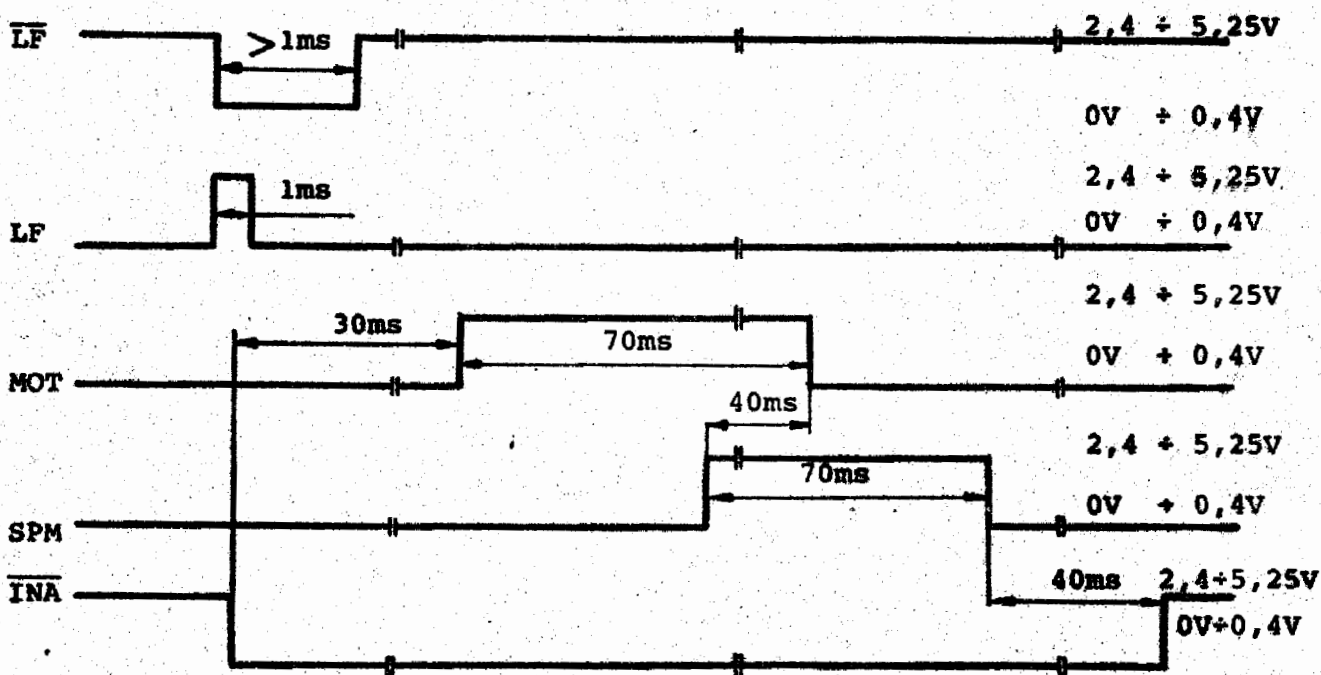 L̅F̅ >1ms 2,4 ÷ 5,25V
0V ÷ 0,4V
2,4 ÷ 5,25V
1ms
LF 0V ÷ 0,4V
2,4 ÷ 5,25V
30ms
70ms
0V ÷ 0,4V
MOT
40ms
2,4 ÷ 5,25V
70ms
0V ÷ 0,4V
SPM
I̅N̅A̅ 40ms 2,4÷5,25V
0V÷0,4V